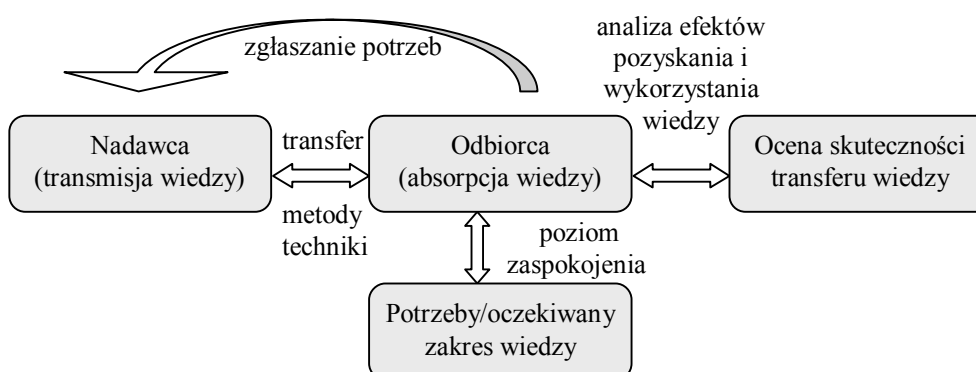 zgłaszanie potrzeb
analiza efektów
pozyskania i
wykorzystania
wiedzy
Nadawca
(transmisja wiedzy)
transfer
metody
techniki
Odbiorca
(absorpcja wiedzy)
Ocena skuteczności
transferu wiedzy
poziom
zaspokojenia
Potrzeby/oczekiwany
zakres wiedzy